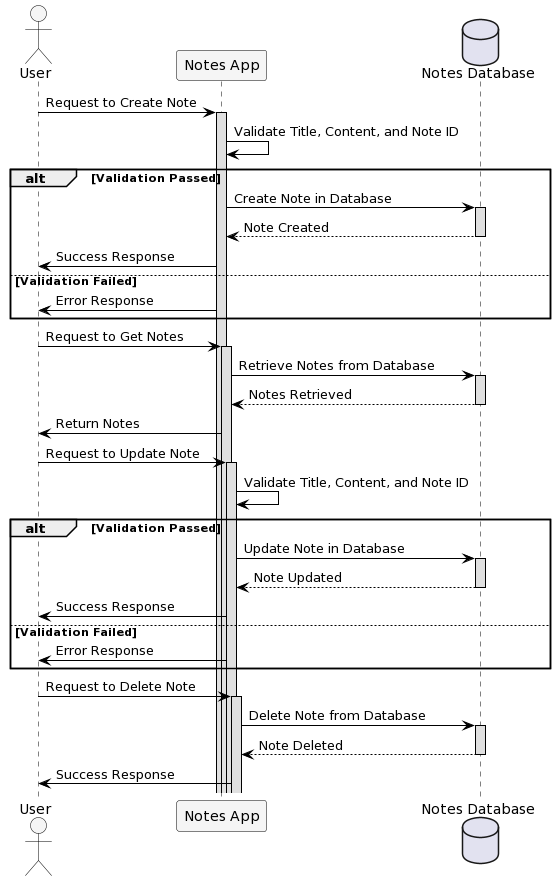 User
Notes App
Notes Database
Request to Create Note
Validate Title, Content, and Note ID
alt [Validation Passed]
Create Note in Database
Note Created
Success Response
[Validation Failed]
Error Response
Request to Get Notes
Retrieve Notes from Database
Notes Retrieved
Return Notes
Request to Update Note
Validate Title, Content, and Note ID
alt [Validation Passed]
Update Note in Database
Note Updated
Success Response
[Validation Failed]
Error Response
Request to Delete Note
Delete Note from Database
Note Deleted
Success Response
User
Notes App
Notes Database